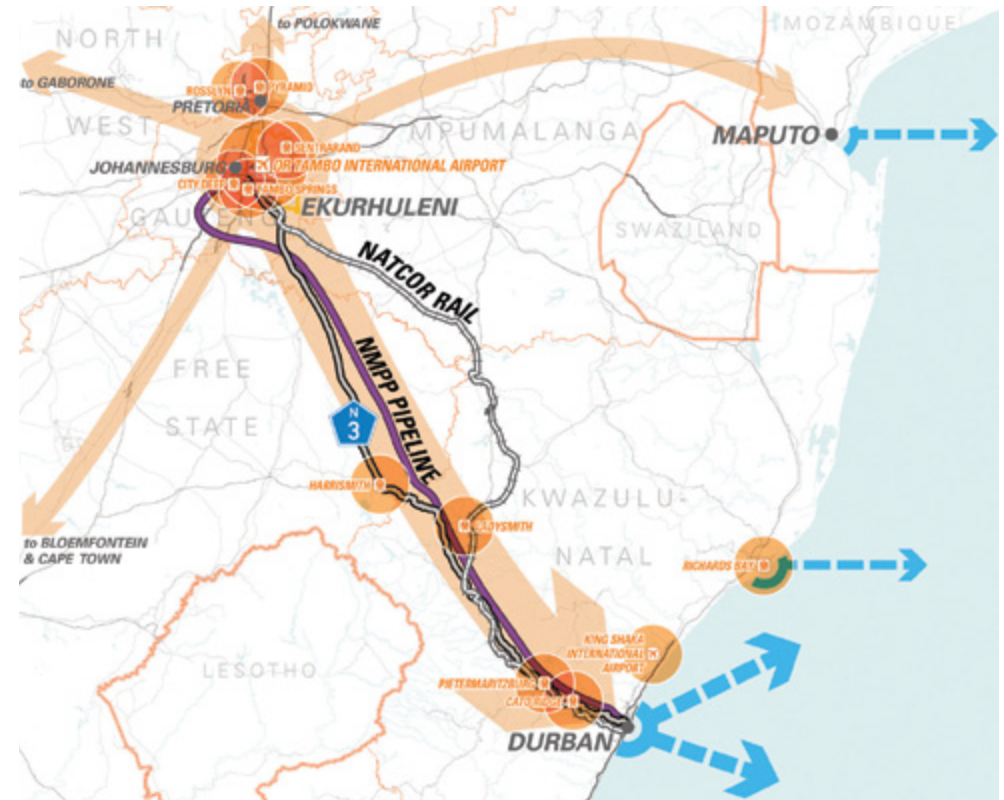 to POLOKWANE
MOZAMBIQUE
NORTH
to GABORONE
ROSSLYN
PYRAMID
PRETORIA
WEST
MPUMALANGA
MAPUTO
SENTRARAND
JOHANNESBURG
OR TAMBO INTERNATIONAL AIRPORT
CITY DEEP
TAMBO SPRINGS
EKURHULENI
GAUTENG
SWAZILAND
NATCOR RAIL
NMPP PIPELINE
FREE
STATE
N
3
HARRISMITH
KWAZULU-
LADYSMITH
to BLOEMFONTEIN
& CAPE TOWN
NATAL
RICHARDS BAY
KING SHAKA
INTERNATIONAL
AIRPORT
LESOTHO
PIETERMARITZBURG
CATO RIDGE
DURBAN